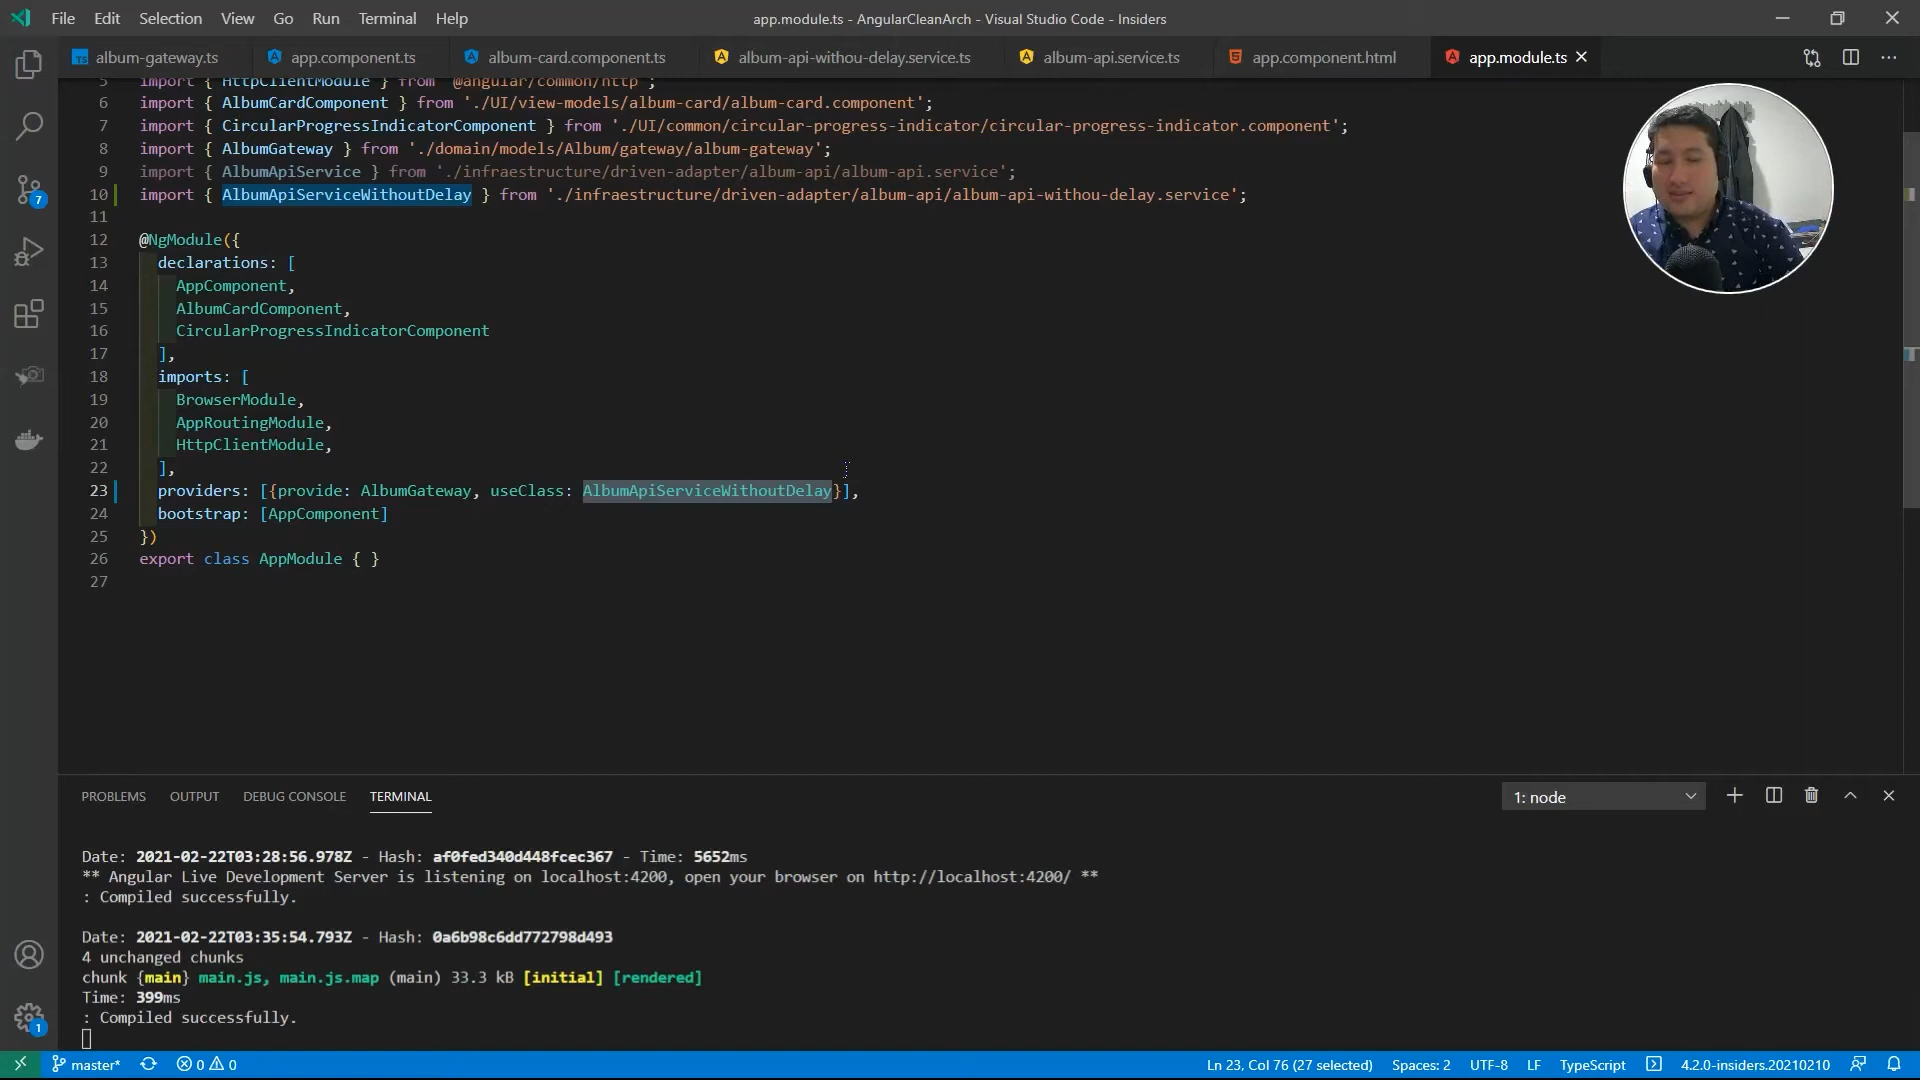 File Edit Selection View Go Run Terminal Help
app.module.ts - AngularCleanArch - Visual Studio Code - Insiders
album-gateway.ts app.component.ts album-card.component.ts album-api-withou-delay.service.ts album-api.service.ts app.component.html app.module.ts
5 import { HttpClientModule } from '@angular/common/http';
6 import { AlbumCardComponent } from './UI/view-models/album-card/album-card.component';
7 import { CircularProgressIndicatorComponent } from './UI/common/circular-progress-indicator/circular-progress-indicator.component';
8 import { AlbumGateway } from './domain/models/Album/gateway/album-gateway';
9 import { AlbumApiService } from './infraestructure/driven-adapter/album-api/album-api.service';
10 import { AlbumApiServiceWithoutDelay } from './infraestructure/driven-adapter/album-api/album-api-withou-delay.service';
11
12 @NgModule({
13 declarations: [
14 AppComponent,
15 AlbumCardComponent,
16 CircularProgressIndicatorComponent
17 ],
18 imports: [
19 BrowserModule,
20 AppRoutingModule,
21 HttpClientModule,
22 ],
23 providers: [{provide: AlbumGateway, useClass: AlbumApiServiceWithoutDelay}],
24 bootstrap: [AppComponent]
25 })
26 export class AppModule { }
27
7
1
PROBLEMS OUTPUT DEBUG CONSOLE TERMINAL 1: node
Date: 2021-02-22T03:28:56.978Z - Hash: af0fed340d448fcec367 - Time: 5652ms
** Angular Live Development Server is listening on localhost:4200, open your browser on http://localhost:4200/ **
: Compiled successfully.
Date: 2021-02-22T03:35:54.793Z - Hash: 0a6b98c6dd772798d493
4 unchanged chunks
chunk {main} main.js, main.js.map (main) 33.3 kB [initial] [rendered]
Time: 399ms
: Compiled successfully.
master* 0 0 Ln 23, Col 76 (27 selected) Spaces: 2 UTF-8 LF TypeScript 4.2.0-insiders.20210210